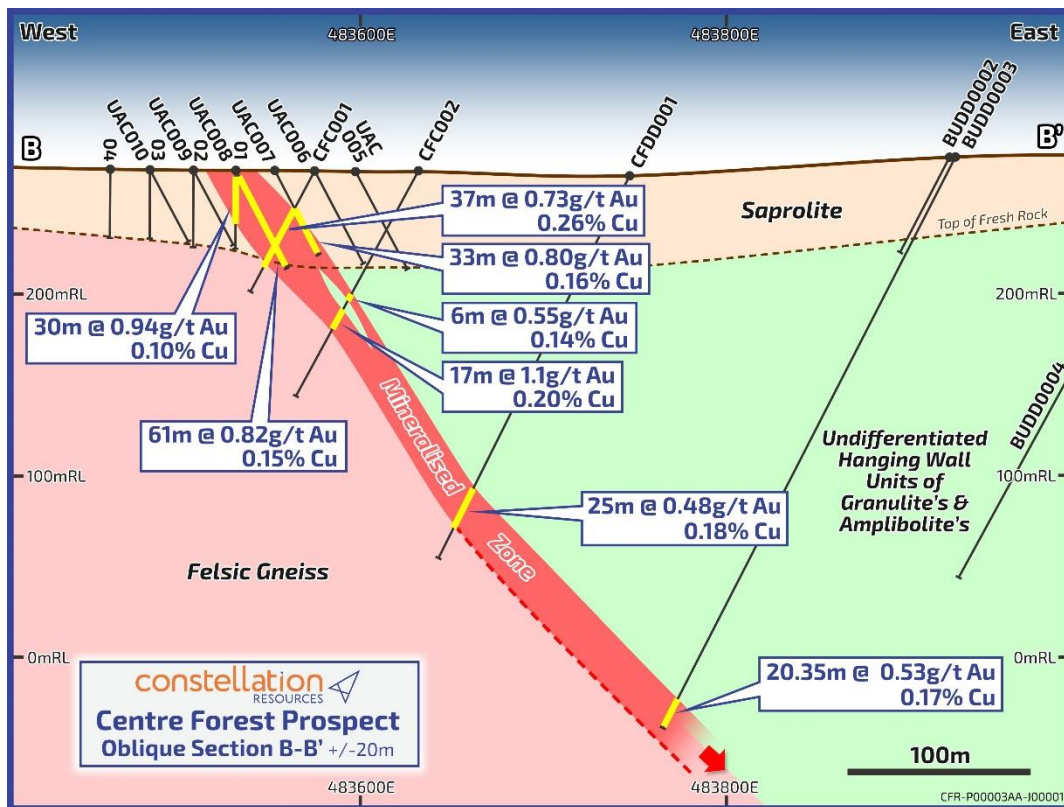 West
483600E
483800E
East
B
04
UAC010
03
UAC009
02
UAC008
01
UAC007
UAC006
CFC001
UAC
005
CFC002
CFDD001
BUDD0002
BUDD0003
B'
Saprolite
Top of Fresh Rock
37m @ 0.73g/t Au
0.26% Cu
33m @ 0.80g/t Au
0.16% Cu
200mRL
200mRL
30m @ 0.94g/t Au
0.10% Cu
6m @ 0.55g/t Au
0.14% Cu
17m @ 1.1g/t Au
0.20% Cu
61m @ 0.82g/t Au
0.15% Cu
Mineralised
Zone
BUDD0004
Undifferentiated
Hanging Wall
Units of
Granulite's &
Amplibolite's
100mRL
100mRL
25m @ 0.48g/t Au
0.18% Cu
Felsic Gneiss
0mRL
0mRL
20.35m @ 0.53g/t Au
0.17% Cu
constellation
RESOURCES
Centre Forest Prospect
Oblique Section B-B' +/-20m
100m
483600E
483800E
CFR-P00003AA-J00001